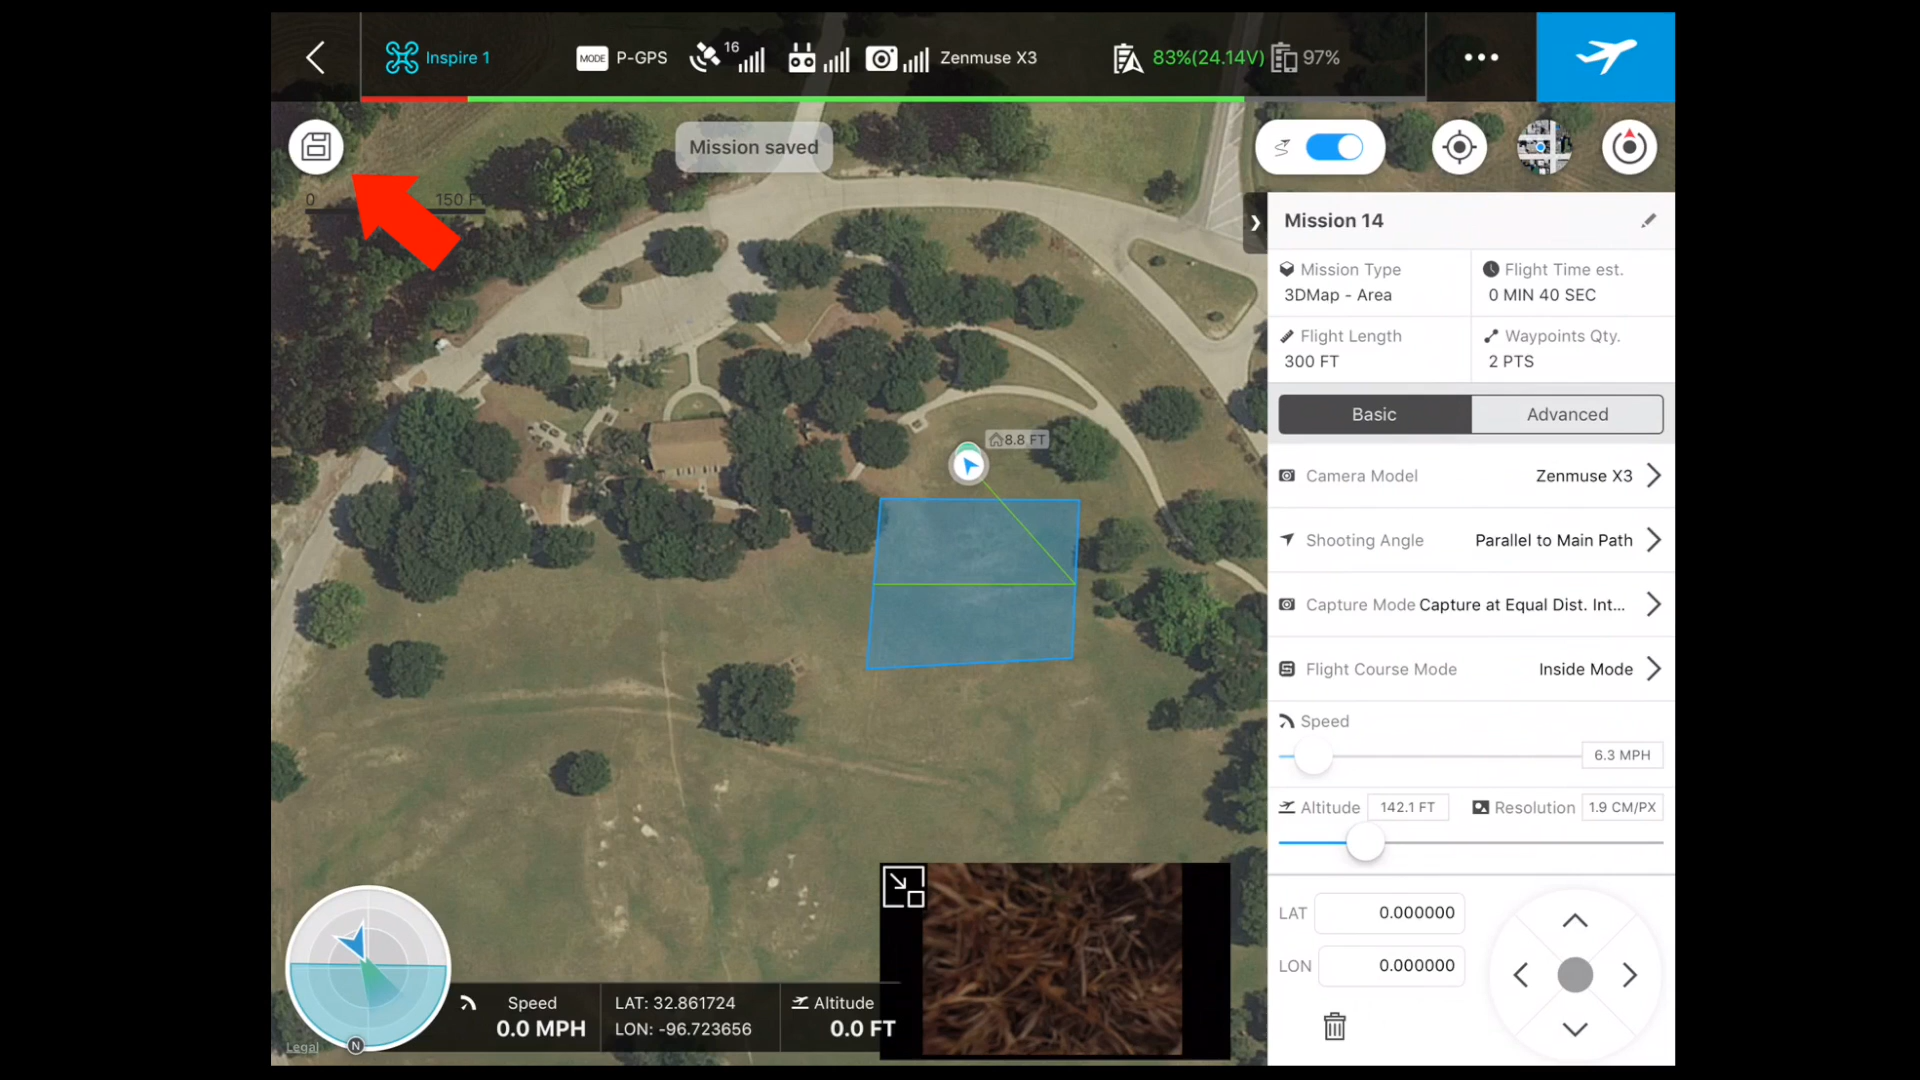 Inspire 1
MODE P-GPS
16
Zenmuse X3
83%(24.14V)
97%
Mission saved
0 150 F
Mission 14
Mission Type
3DMap - Area
Flight Time est.
0 MIN 40 SEC
Flight Length
300 FT
Waypoints Qty.
2 PTS
Basic
Advanced
8.8 FT
Camera Model Zenmuse X3
Shooting Angle Parallel to Main Path
Capture Mode Capture at Equal Dist. Int...
Flight Course Mode Inside Mode
Speed
6.3 MPH
Altitude 142.1 FT Resolution 1.9 CM/PX
LAT 0.000000
LON 0.000000
Speed
0.0 MPH
LAT: 32.861724
LON: -96.723656
Altitude
0.0 FT
N
Legal